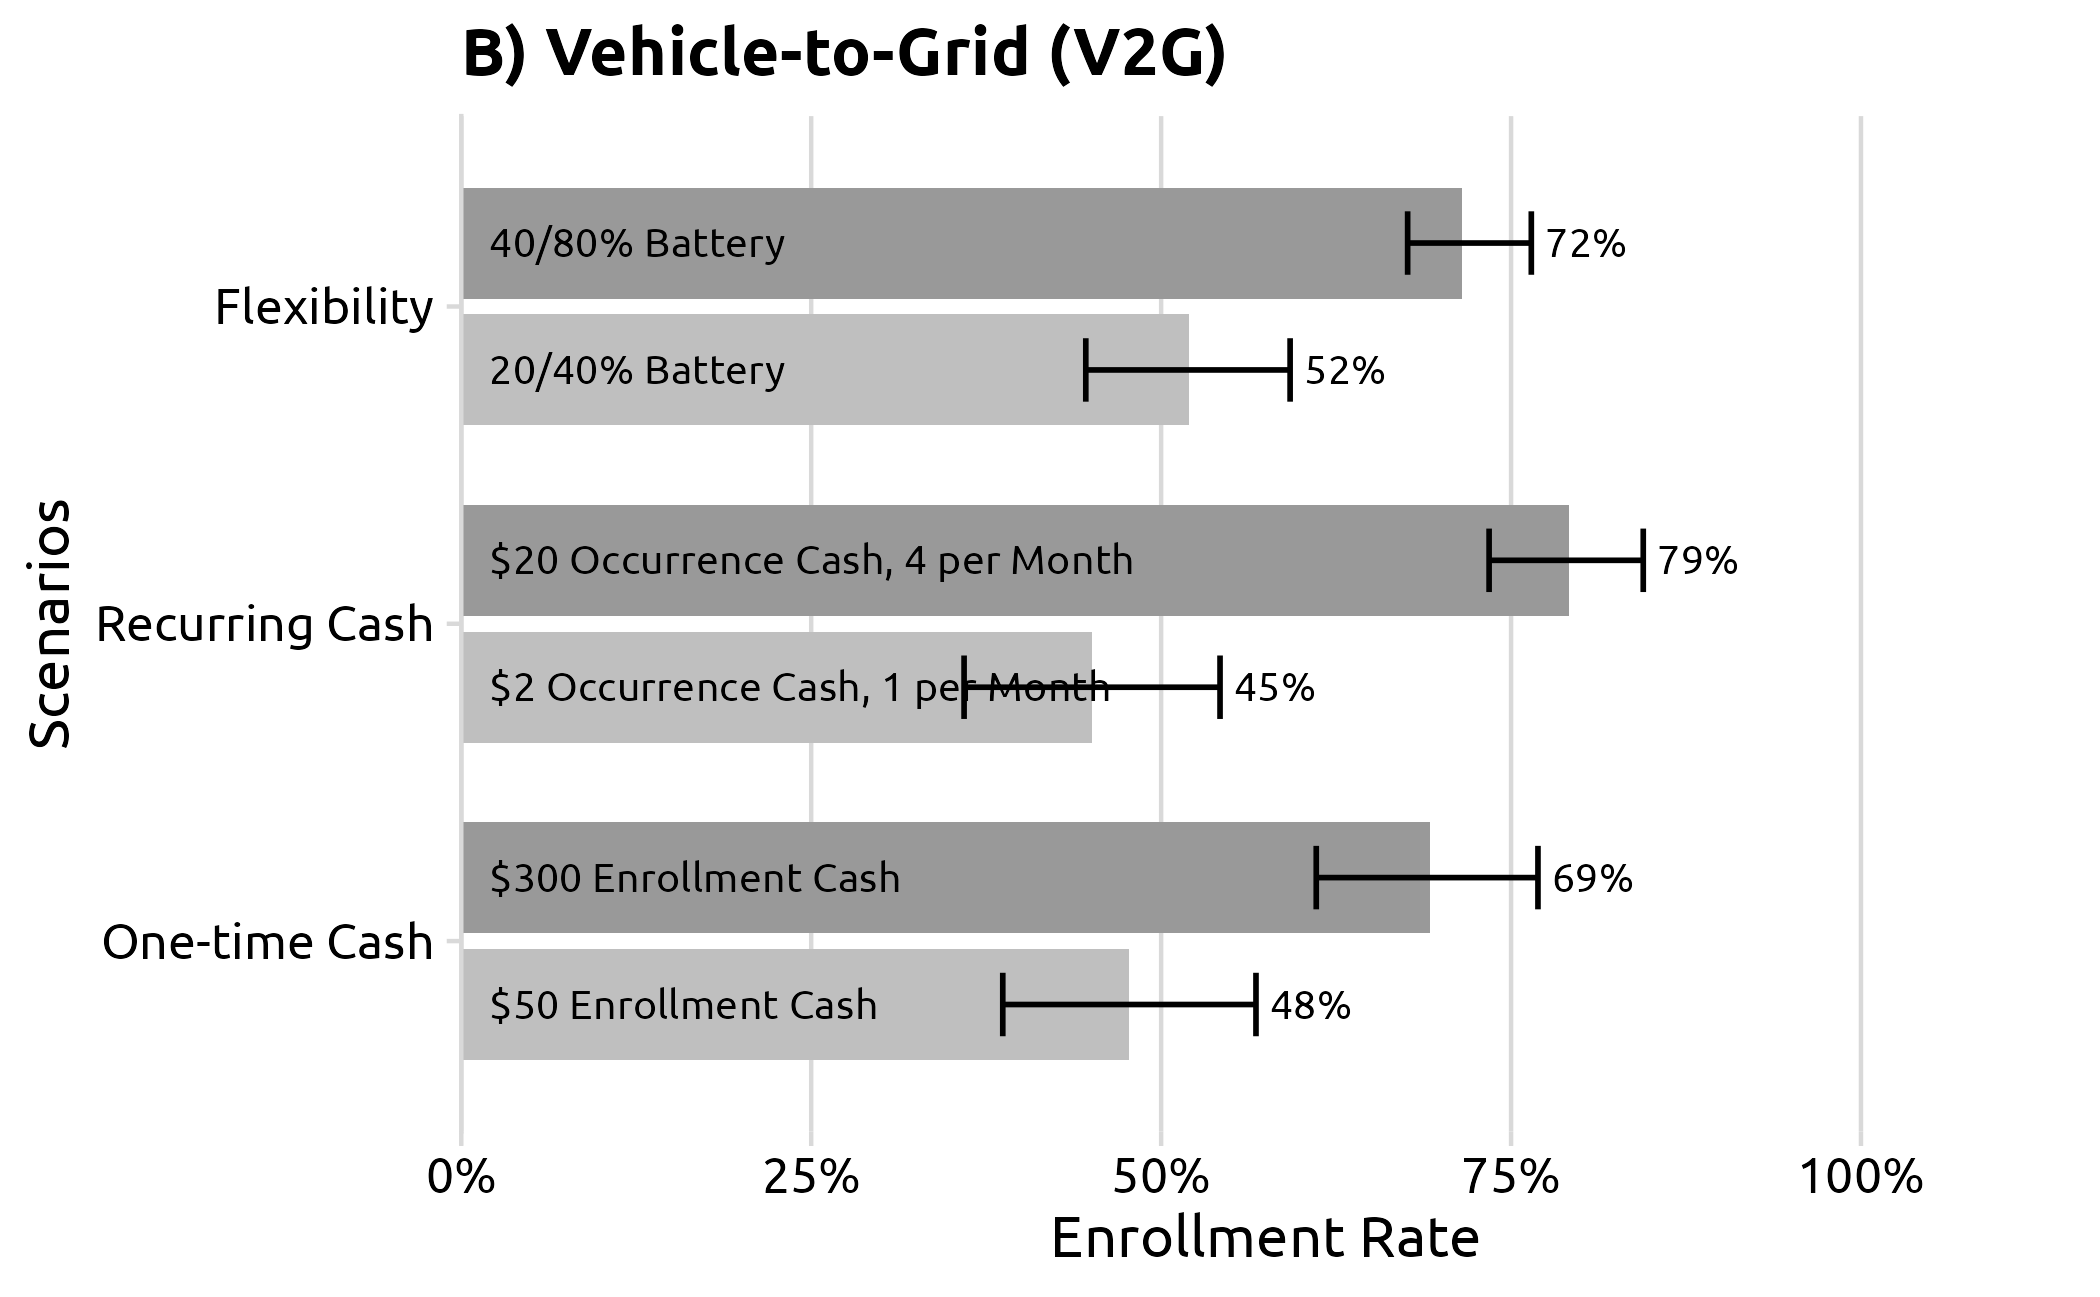 B) Vehicle-to-Grid (V2G)
Scenarios
Flexibility
40/80% Battery
72%
20/40% Battery
52%
Recurring Cash
$20 Occurrence Cash, 4 per Month
79%
$2 Occurrence Cash, 1 per Month
45%
One-time Cash
$300 Enrollment Cash
69%
$50 Enrollment Cash
48%
0% 25% 50% 75% 100%
Enrollment Rate